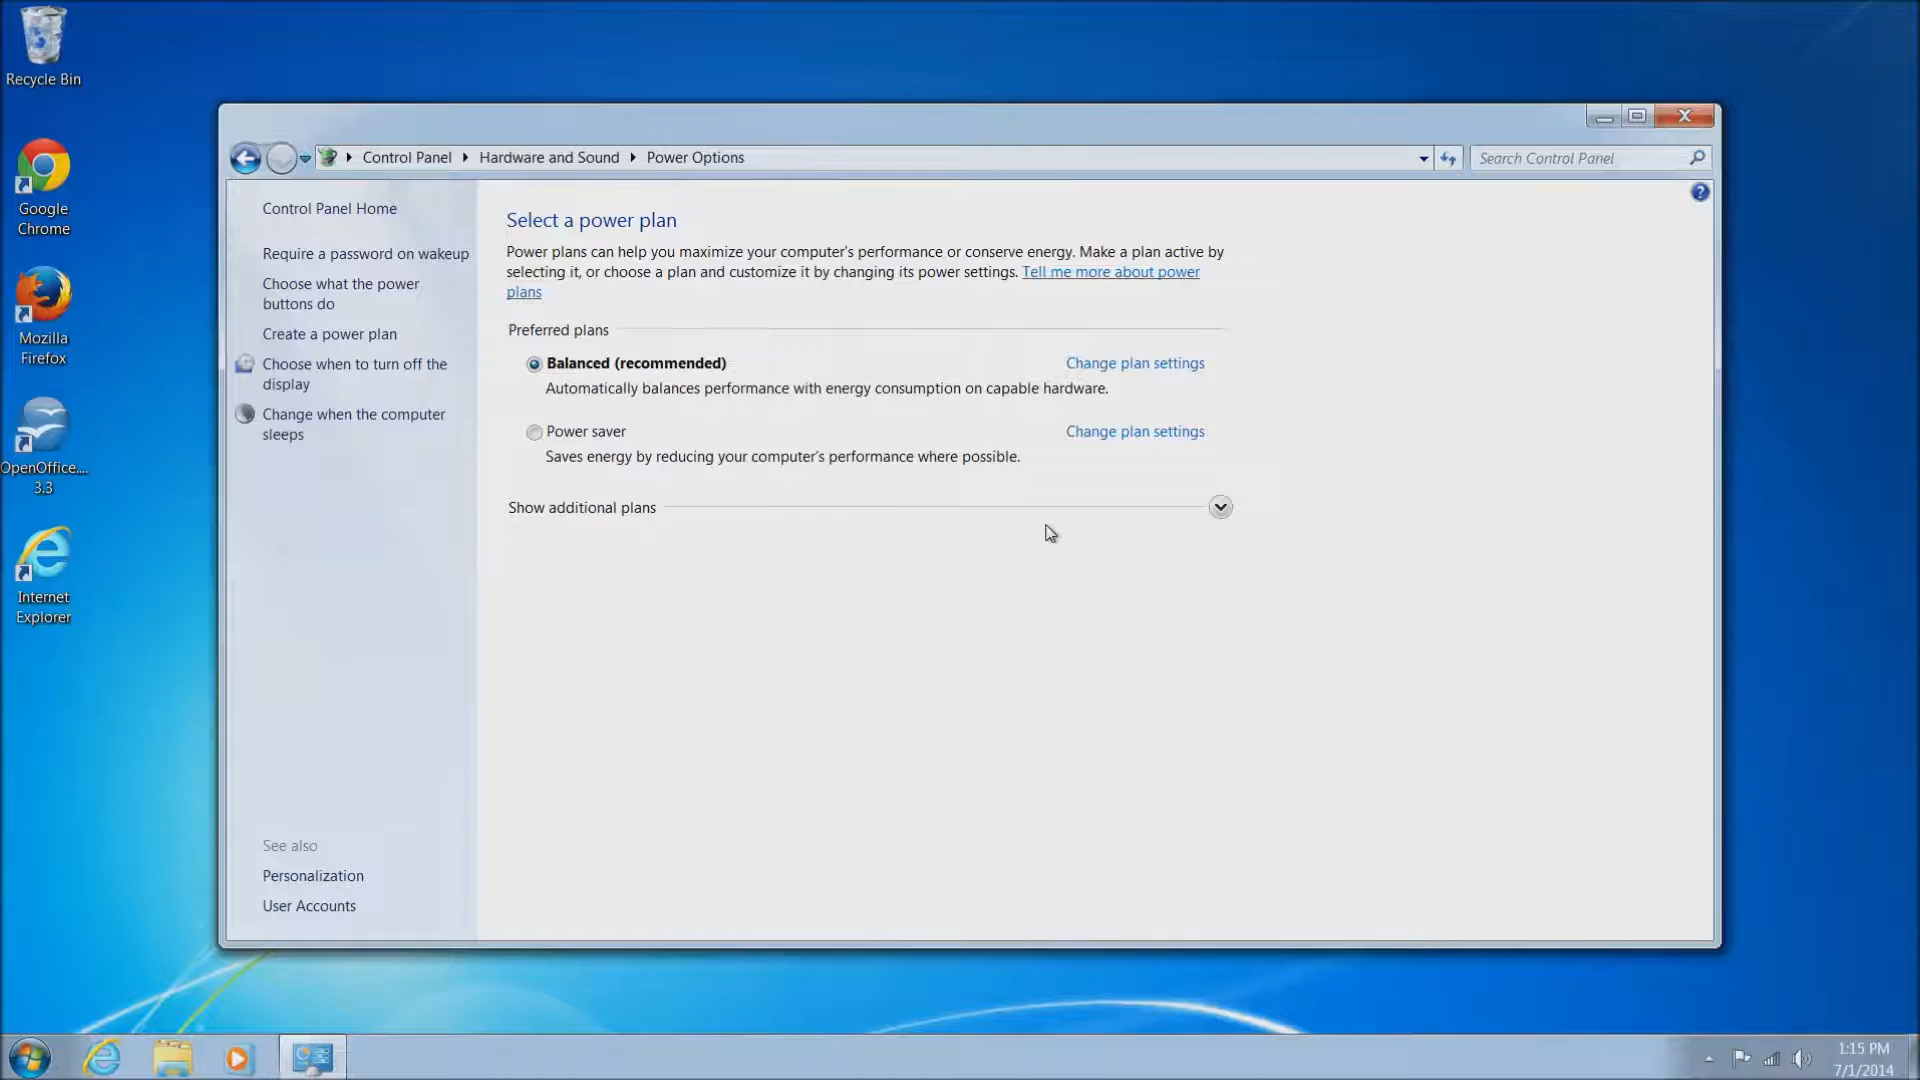 Recycle Bin
Google
Chrome
Mozilla
Firefox
OpenOffice....
3.3
Internet
Explorer
Control Panel
Hardware and Sound
Power Options
Search Control Panel
Control Panel Home
Require a password on wakeup
Choose what the power
buttons do
Create a power plan
Choose when to turn off the
display
Change when the computer
sleeps
See also
Personalization
User Accounts
Select a power plan
Power plans can help you maximize your computer's performance or conserve energy. Make a plan active by
selecting it, or choose a plan and customize it by changing its power settings. Tell me more about power
plans
Preferred plans
Balanced (recommended)
Change plan settings
Automatically balances performance with energy consumption on capable hardware.
Power saver
Change plan settings
Saves energy by reducing your computer's performance where possible.
Show additional plans
1:15 PM
7/1/2014